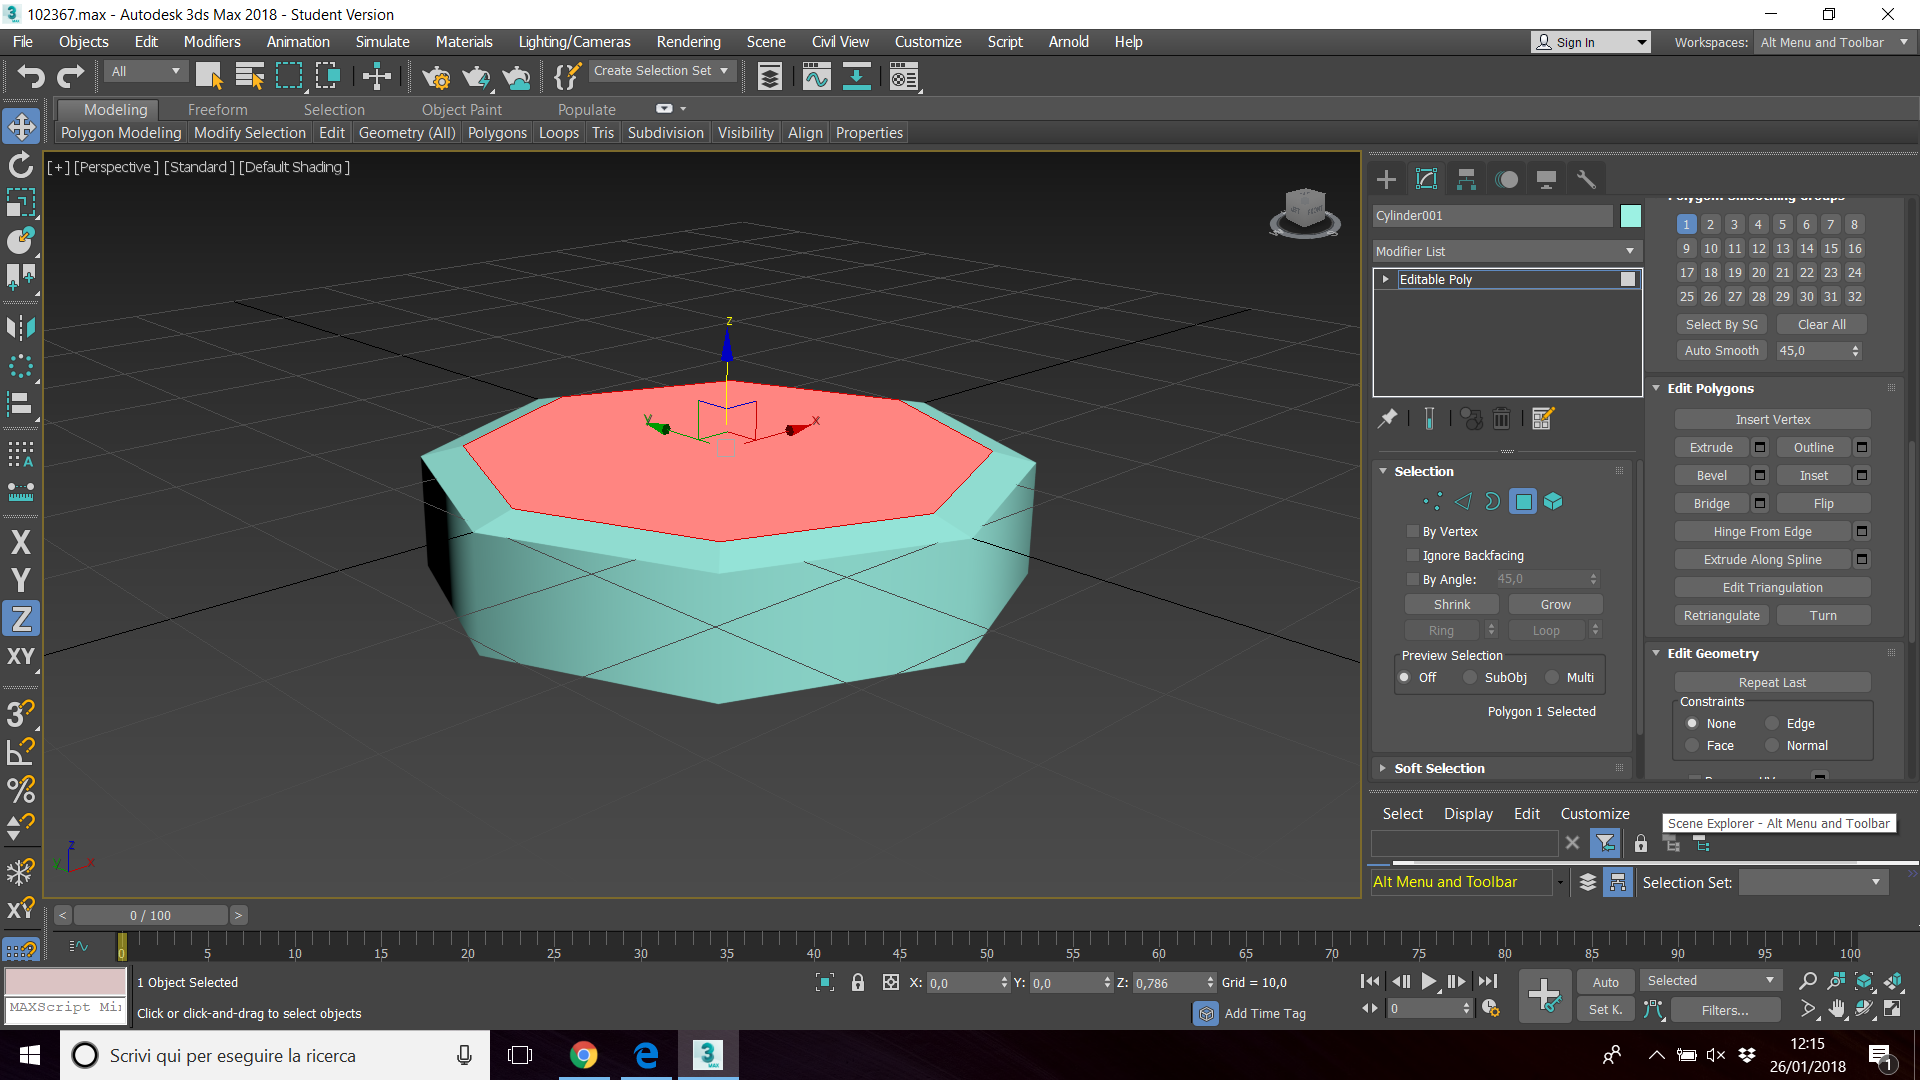 102367.max - Autodesk 3ds Max 2018 - Student Version
File Objects Edit Modifiers Animation Simulate Materials Lighting/Cameras Rendering Scene Civil View Customize Script Arnold Help
Sign In Workspaces: Alt Menu and Toolbar
All Create Selection Set
Modeling Freeform Selection Object Paint Populate
Polygon Modeling Modify Selection Edit Geometry (All) Polygons Loops Tris Subdivision Visibility Align Properties
[+] [Perspective ] [Standard ] [Default Shading ]
z
y
x
Cylinder001
Modifier List
Editable Poly
Selection
By Vertex
Ignore Backfacing
By Angle: 45,0
Shrink Grow
Ring Loop
Preview Selection
Off SubObj Multi
Polygon 1 Selected
Soft Selection
Polygon: Smoothing Groups
1 2 3 4 5 6 7 8
9 10 11 12 13 14 15 16
17 18 19 20 21 22 23 24
25 26 27 28 29 30 31 32
Select By SG Clear All
Auto Smooth 45,0
Edit Polygons
Insert Vertex
Extrude Outline
Bevel Inset
Bridge Flip
Hinge From Edge
Extrude Along Spline
Edit Triangulation
Retriangulate Turn
Edit Geometry
Repeat Last
Constraints
None Edge
Face Normal
Select Display Edit Customize
Scene Explorer - Alt Menu and Toolbar
Alt Menu and Toolbar Selection Set:
X
Y
Z
XY
3
XY
z
y
x
< 0 / 100 >
0 5 10 15 20 25 30 35 40 45 50 55 60 65 70 75 80 85 90 95 100
1 Object Selected X: 0,0 Y: 0,0 Z: 0,786 Grid = 10,0
Auto Selected
MAXScript Mi
Click or click-and-drag to select objects
Add Time Tag
0
Set K. Filters...
Scrivi qui per eseguire la ricerca
3
MAX
12:15
26/01/2018
1